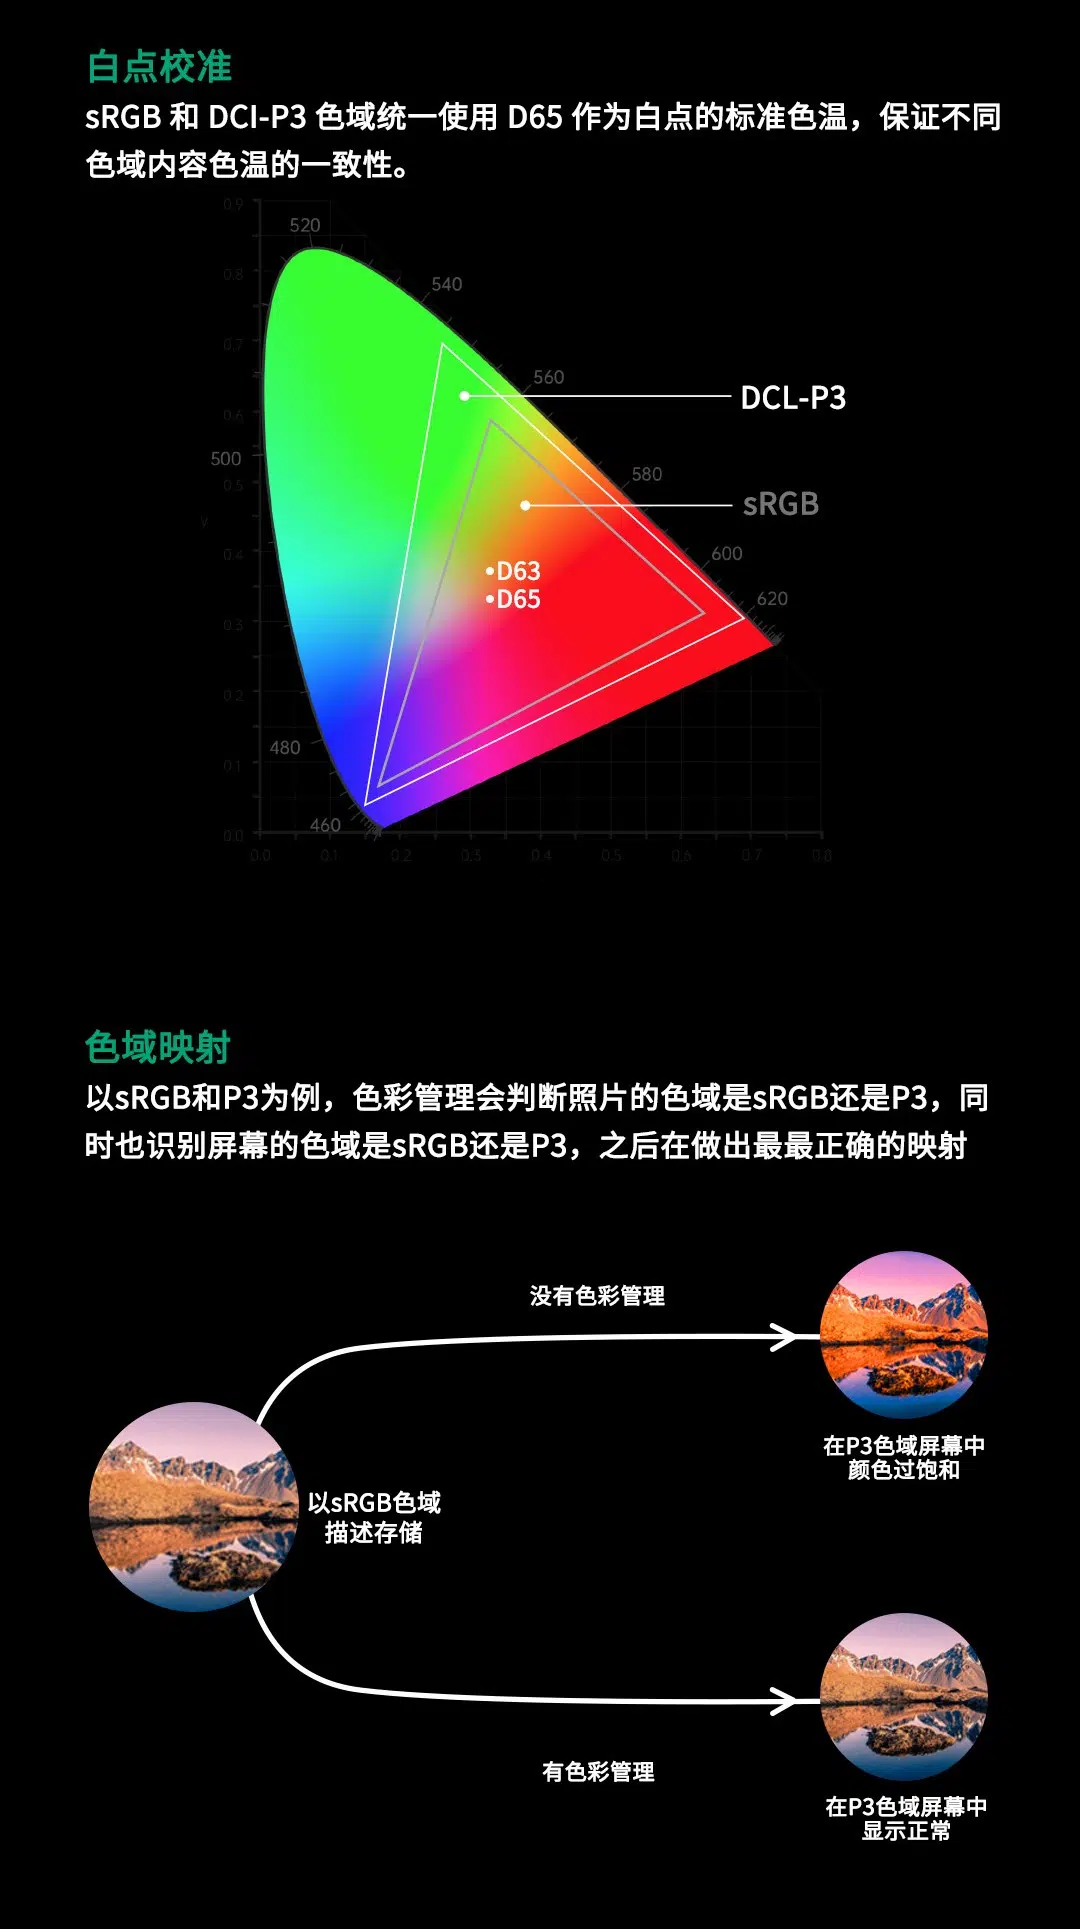 白点校准
sRGB 和 DCI-P3 色域统一使用 D65 作为白点的标准色温，保证不同
色域内容色温的一致性。
0.9
520
0.8
540
0.7
560
DCL-P3
0.6
500
580
0.5
sRGB
0.4
600
D63
D65
620
0.3
0.2
480
0.1
460
0.0
0.0 0.1 0.2 0.3 0.4 0.5 0.6 0.7 0.8
色域映射
以sRGB和P3为例，色彩管理会判断照片的色域是sRGB还是P3，同
时也识别屏幕的色域是sRGB还是P3，之后在做出最最正确的映射
没有色彩管理
在P3色域屏幕中
颜色过饱和
以sRGB色域
描述存储
有色彩管理
在P3色域屏幕中
显示正常